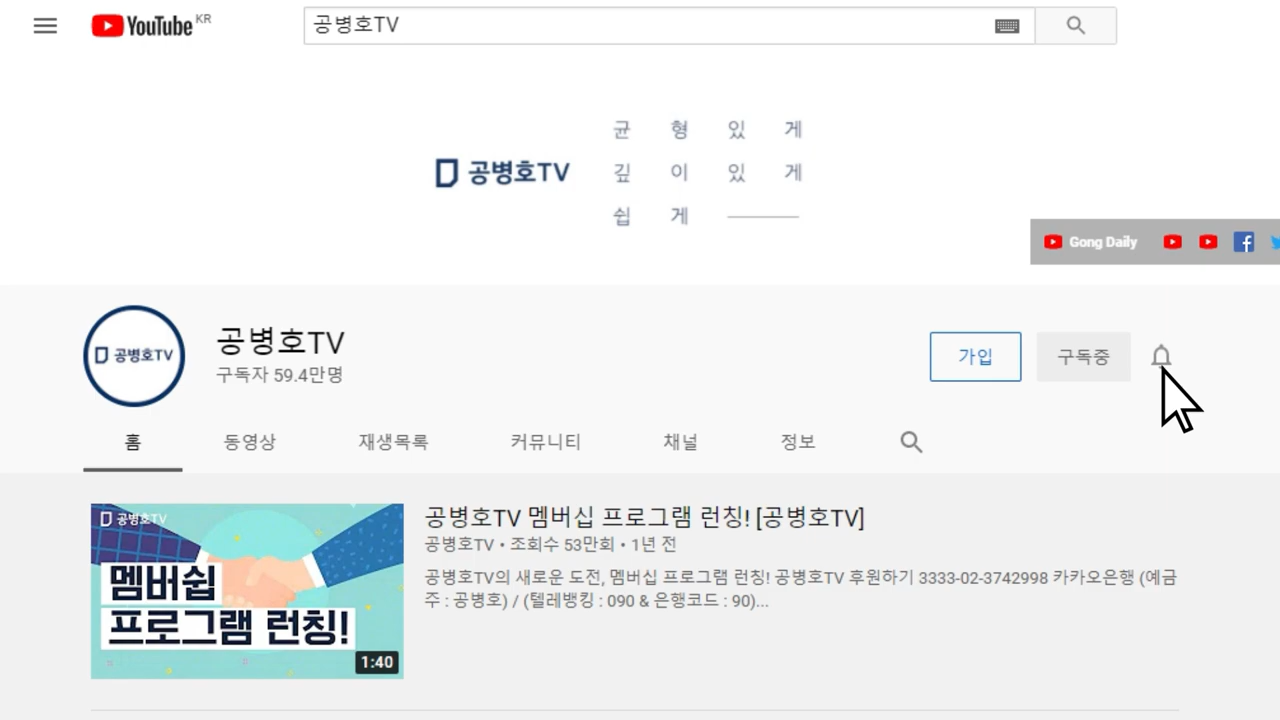 YouTube KR
공병호TV
공병호TV
균 형 있 게
깊 이 있 게
쉽 게
Gong Daily
공병호TV
공병호TV
구독자 59.4만명
가입
구독중
홈 동영상 재생목록 커뮤니티 채널 정보
공병호TV
멤버쉽
프로그램 런칭!
1:40
공병호TV 멤버십 프로그램 런칭! [공병호TV]
공병호TV • 조회수 53만회 • 1년 전
공병호TV의 새로운 도전, 멤버십 프로그램 런칭! 공병호TV 후원하기 3333-02-3742998 카카오은행 (예금
주 : 공병호) / (텔레뱅킹 : 090 & 은행코드 : 90)...